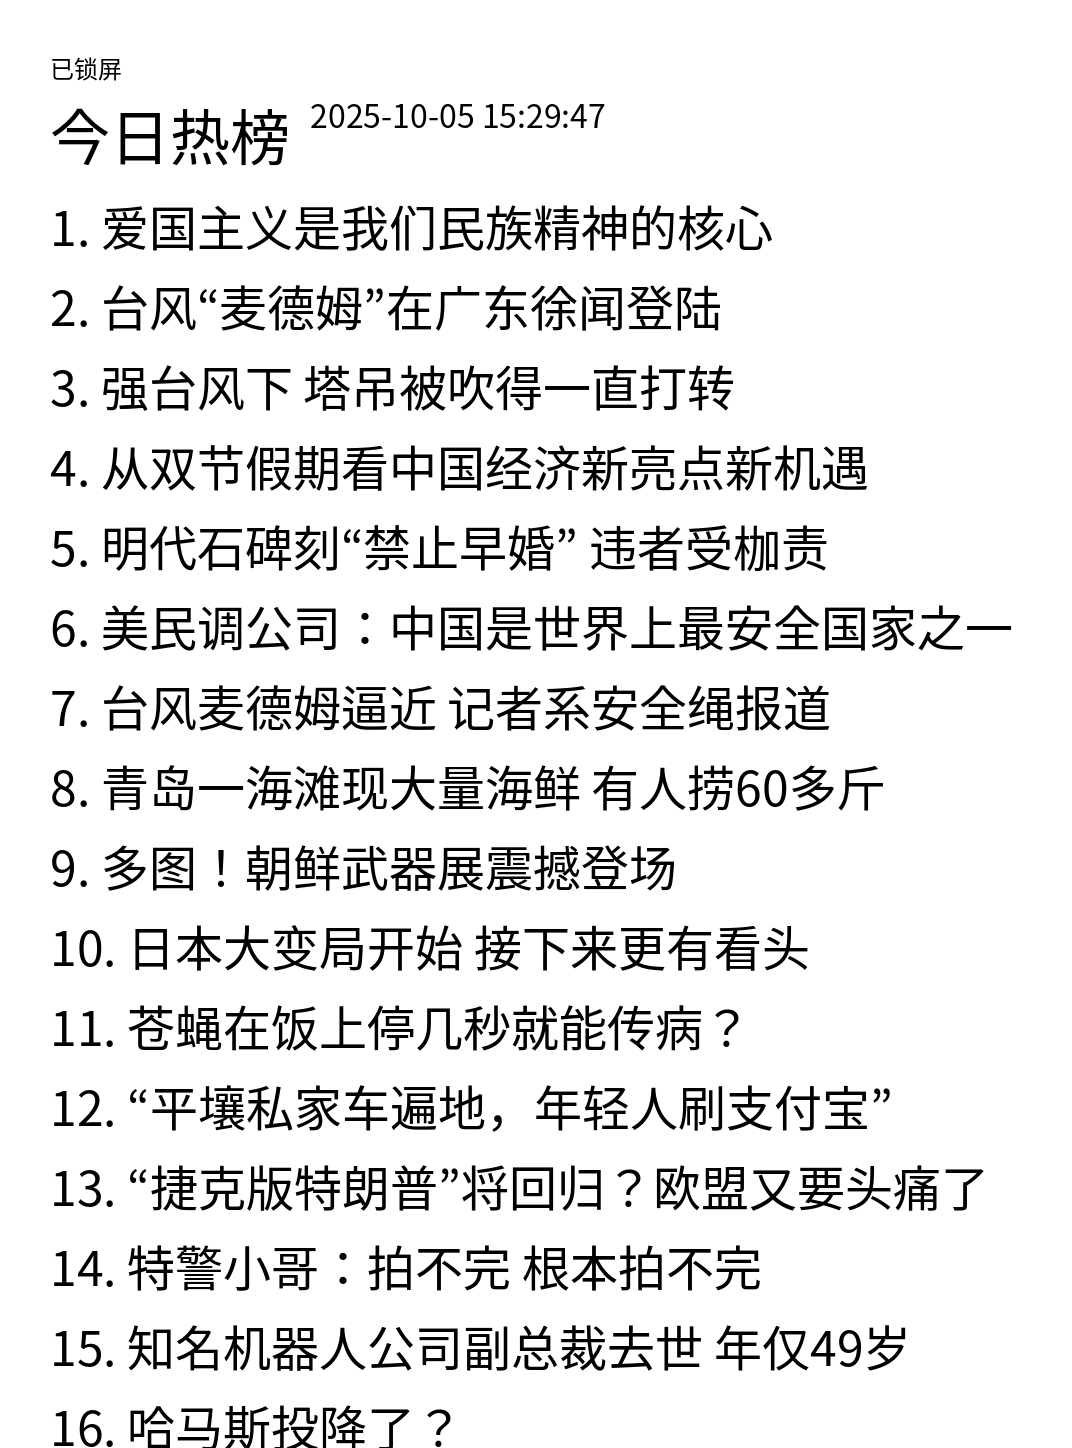 已锁屏
今日热榜 2025-10-05 15:29:47
1. 爱国主义是我们民族精神的核心
2. 台风“麦德姆”在广东徐闻登陆
3. 强台风下 塔吊被吹得一直打转
4. 从双节假期看中国经济新亮点新机遇
5. 明代石碑刻“禁止早婚” 违者受枷责
6. 美民调公司：中国是世界上最安全国家之一
7. 台风麦德姆逼近 记者系安全绳报道
8. 青岛一海滩现大量海鲜 有人捞60多斤
9. 多图！朝鲜武器展震撼登场
10. 日本大变局开始 接下来更有看头
11. 苍蝇在饭上停几秒就能传病？
12. “平壤私家车遍地，年轻人刷支付宝”
13. “捷克版特朗普”将回归？欧盟又要头痛了
14. 特警小哥：拍不完 根本拍不完
15. 知名机器人公司副总裁去世 年仅49岁
16. 哈马斯投降了？